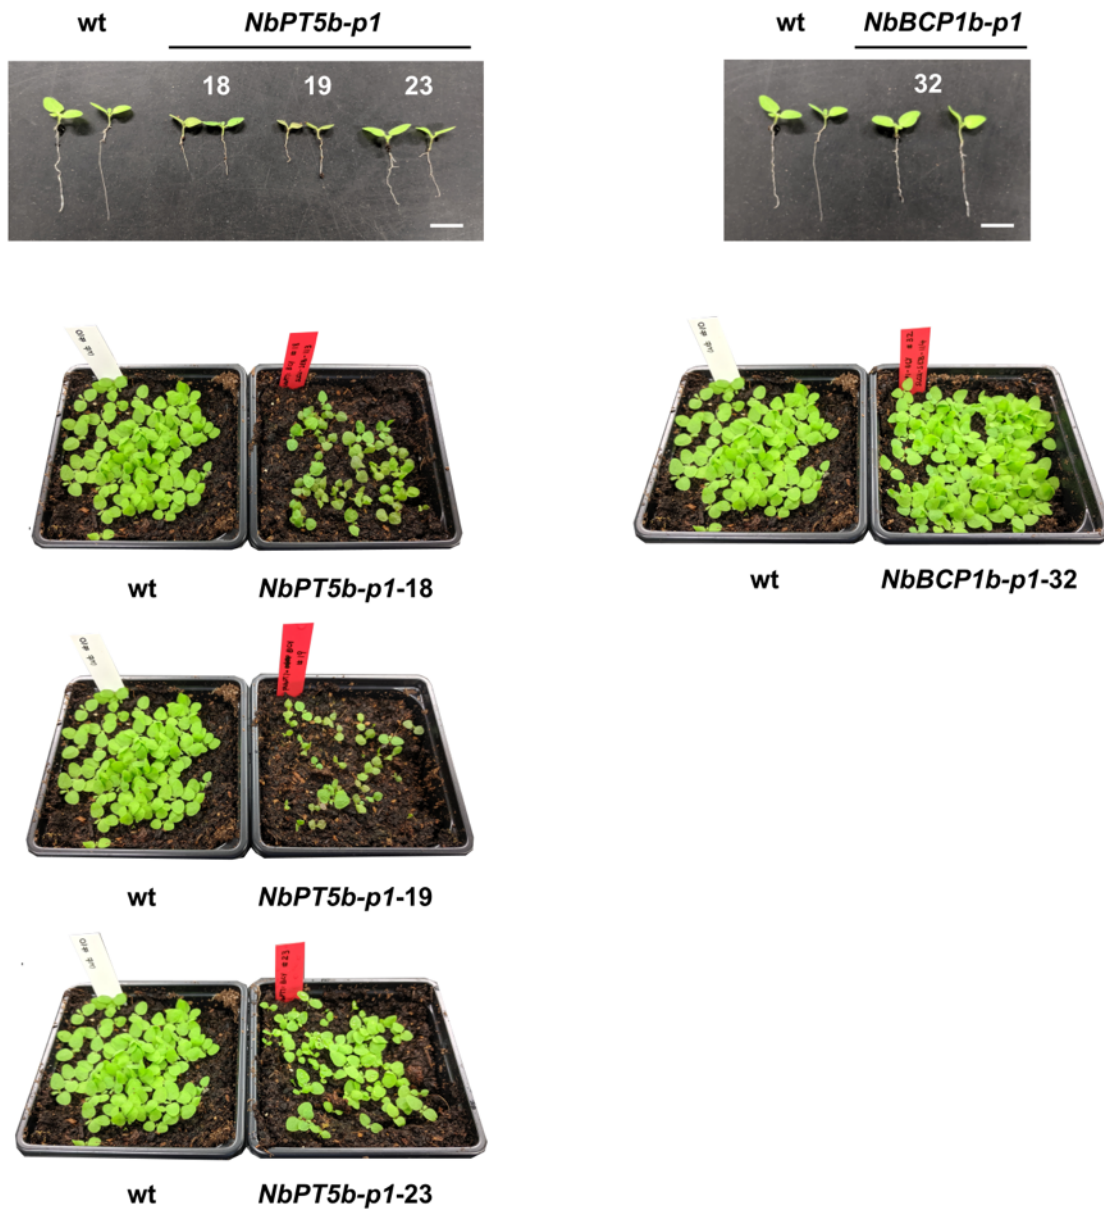 wt NbPT5b-p1
18 19 23
wt NbBCP1b-p1
32
wt NbPT5b-p1-18
wt NbBCP1b-p1-32
wt NbPT5b-p1-19
wt NbPT5b-p1-23